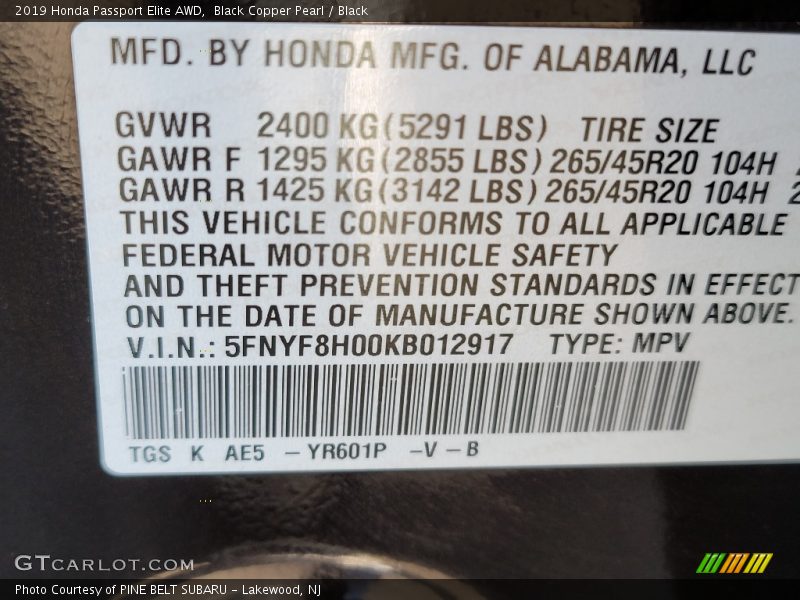 2019 Honda Passport Elite AWD, Black Copper Pearl / Black
MFD. BY HONDA MFG. OF ALABAMA, LLC
GVWR 2400 KG(5291 LBS) TIRE SIZE
GAWR F 1295 KG(2855 LBS) 265/45R20 104H
GAWR R 1425 KG(3142 LBS) 265/45R20 104H 2
THIS VEHICLE CONFORMS TO ALL APPLICABLE
FEDERAL MOTOR VEHICLE SAFETY
AND THEFT PREVENTION STANDARDS IN EFFECT
ON THE DATE OF MANUFACTURE SHOWN ABOVE.
V.I.N.: 5FNYF8H00KB012917 TYPE: MPV
TGS K AE5 -YR601P -V-B
GTCARLOT.COM
Photo Courtesy of PINE BELT SUBARU - Lakewood, NJ